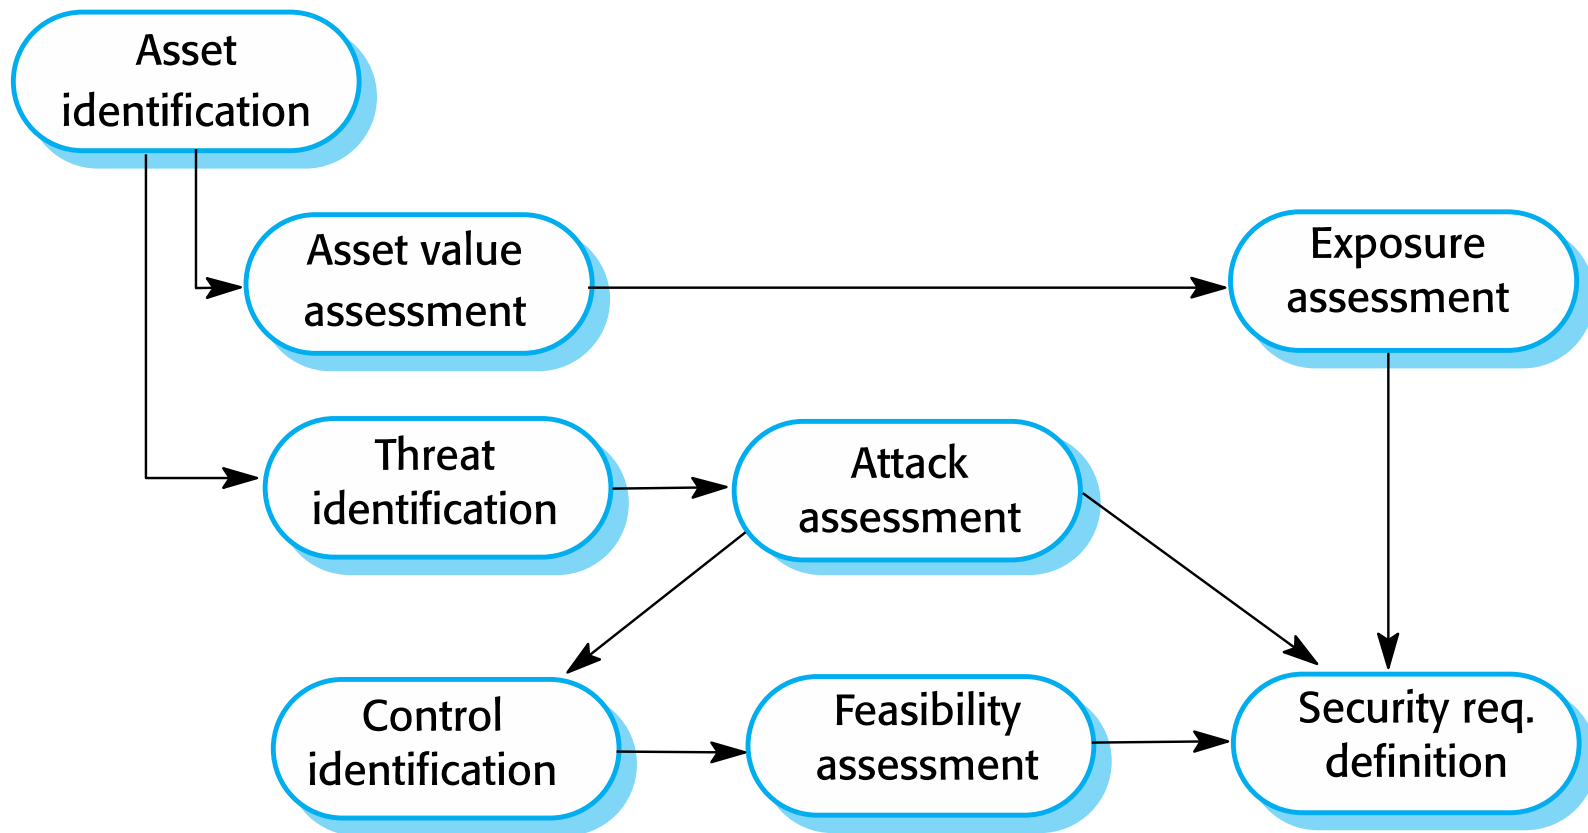 Asset
identification
Asset value
assessment
Exposure
assessment
Threat
identification
Attack
assessment
Control
identification
Feasibility
assessment
Security req.
definition